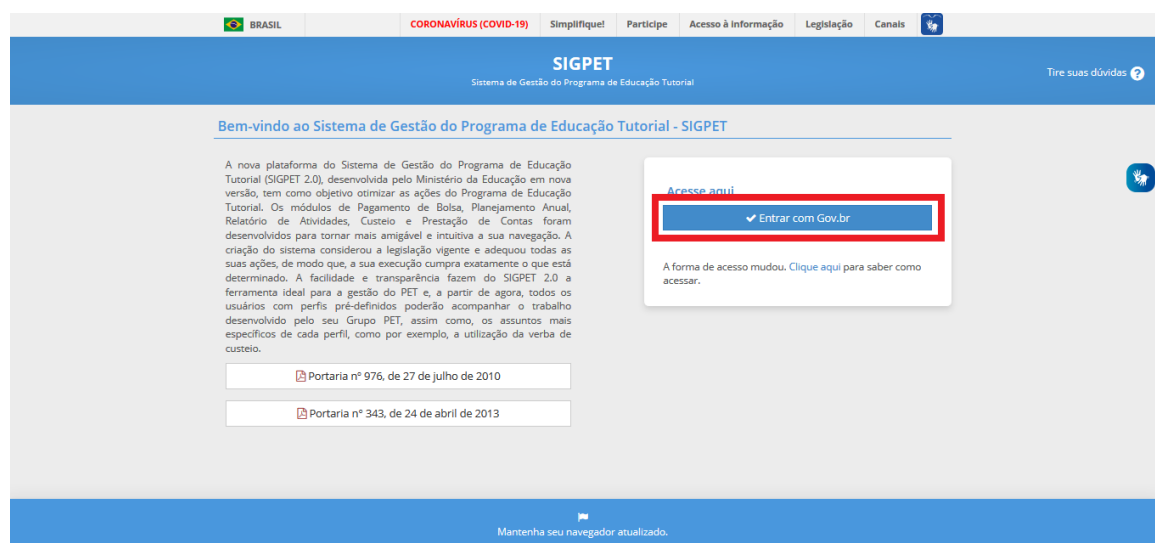 BRASIL
CORONAVÍRUS (COVID-19)
Simplifique!
Participe
Acesso à informação
Legislação
Canais
SIGPET
Sistema de Gestão do Programa de Educação Tutorial
Tire suas dúvidas ?
Bem-vindo ao Sistema de Gestão do Programa de Educação Tutorial - SIGPET
A nova plataforma do Sistema de Gestão do Programa de Educação
Tutorial (SIGPET 2.0), desenvolvida pelo Ministério da Educação em nova
versão, tem como objetivo otimizar as ações do Programa de Educação
Tutorial. Os módulos de Pagamento de Bolsa, Planejamento Anual,
Relatório de Atividades, Custeio e Prestação de Contas foram
desenvolvidos para tornar mais amigável e intuitiva a sua navegação. A
criação do sistema considerou a legislação vigente e adequou todas as
suas ações, de modo que, a sua execução cumpra exatamente o que está
determinado. A facilidade e transparência fazem do SIGPET 2.0 a
ferramenta ideal para a gestão do PET e, a partir de agora, todos os
usuários com perfis pré-definidos poderão acompanhar o trabalho
desenvolvido pelo seu Grupo PET, assim como, os assuntos mais
específicos de cada perfil, como por exemplo, a utilização da verba de
custeio.
Portaria nº 976, de 27 de julho de 2010
Portaria nº 343, de 24 de abril de 2013
Acesse aqui
Entrar com Gov.br
A forma de acesso mudou. Clique aqui para saber como
acessar.
Mantenha seu navegador atualizado.